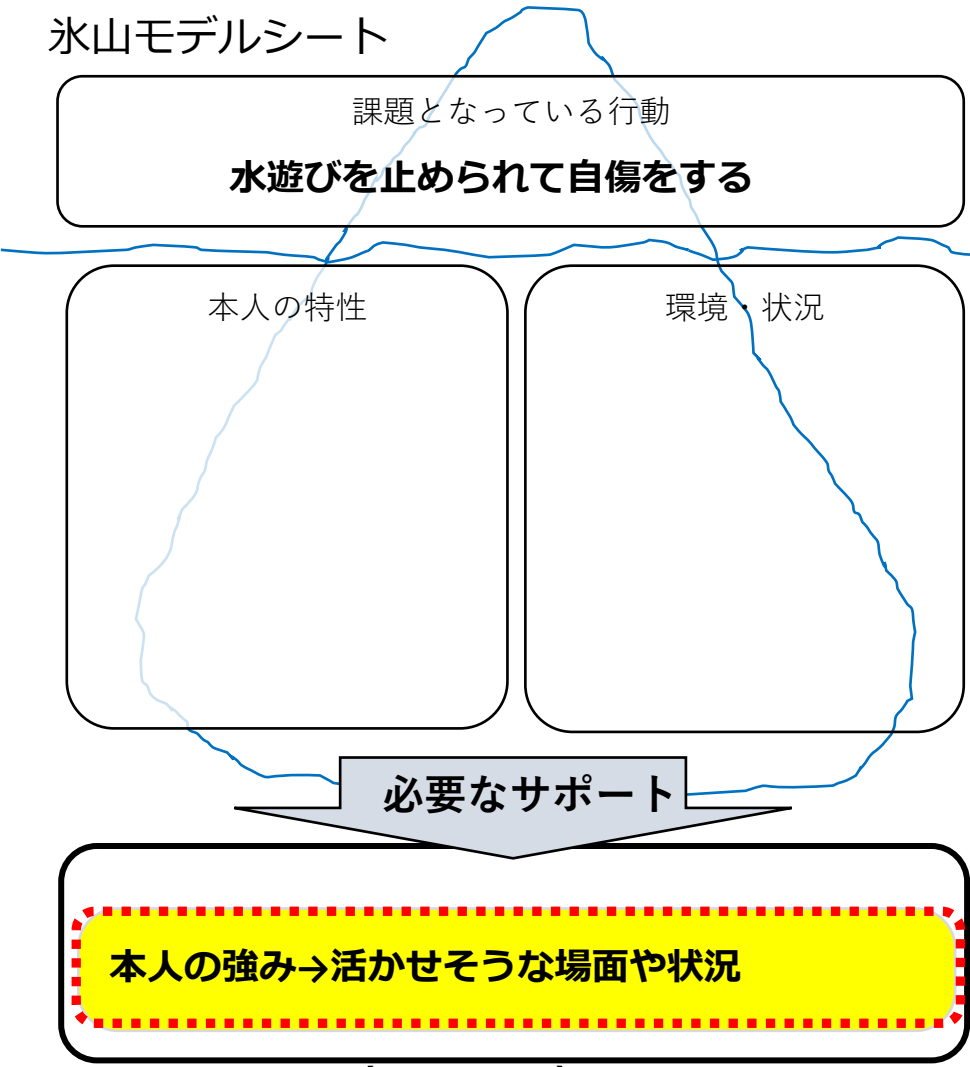 氷山モデルシート
課題となっている行動
水遊びを止められて自傷をする
本人の特性
環境・状況
必要なサポート
本人の強み→活かせそうな場面や状況